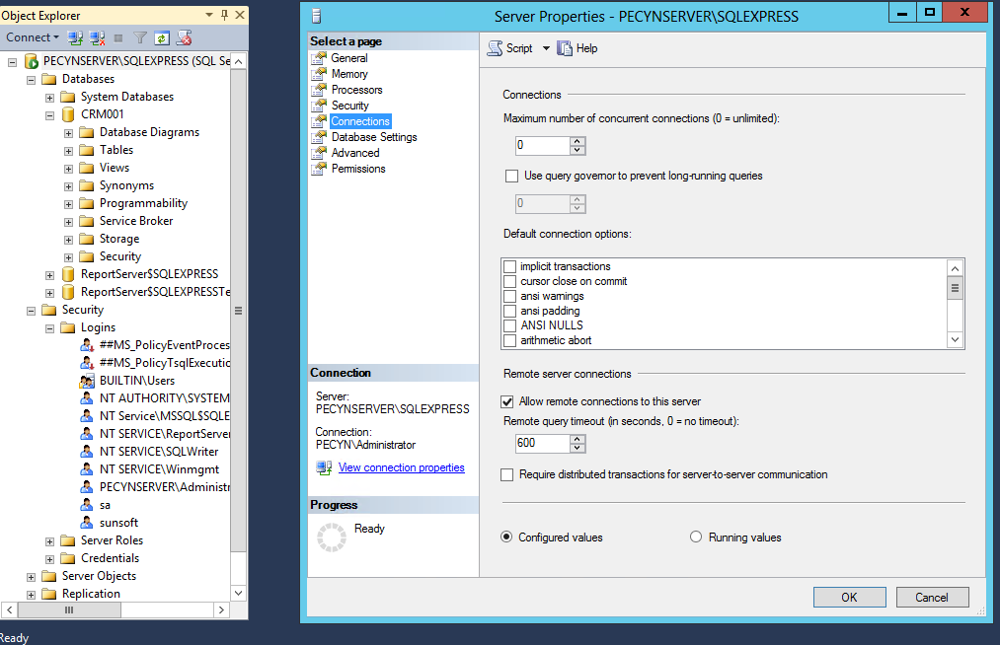 Object Explorer
Connect
PECYNSERVER\SQLEXPRESS (SQL Se
Databases
System Databases
CRM001
Database Diagrams
Tables
Views
Synonyms
Programmability
Service Broker
Storage
Security
ReportServer$SQLEXPRESS
ReportServer$SQLEXPRESSTe
Security
Logins
##MS_PolicyEventProces
##MS_PolicyTsqlExecutic
BUILTIN\Users
NT AUTHORITY\SYSTEM
NT Service\MSSQL$SQLE
NT SERVICE\ReportServer
NT SERVICE\SQLWriter
NT SERVICE\Winmgmt
PECYNSERVER\Administr
sa
sunsoft
Server Roles
Credentials
Server Objects
Replication
Ready
Server Properties - PECYNSERVER\SQLEXPRESS
Select a page
General
Memory
Processors
Security
Connections
Database Settings
Advanced
Permissions
Connection
Server:
PECYNSERVER\SQLEXPRESS
Connection:
PECYN\Administrator
View connection properties
Progress
Ready
Script
Help
Connections
Maximum number of concurrent connections (0 = unlimited):
0
Use query governor to prevent long-running queries
0
Default connection options:
implicit transactions
cursor close on commit
ansi warnings
ansi padding
ANSI NULLS
arithmetic abort
Remote server connections
Allow remote connections to this server
Remote query timeout (in seconds, 0 = no timeout):
600
Require distributed transactions for server-to-server communication
Configured values
Running values
OK
Cancel